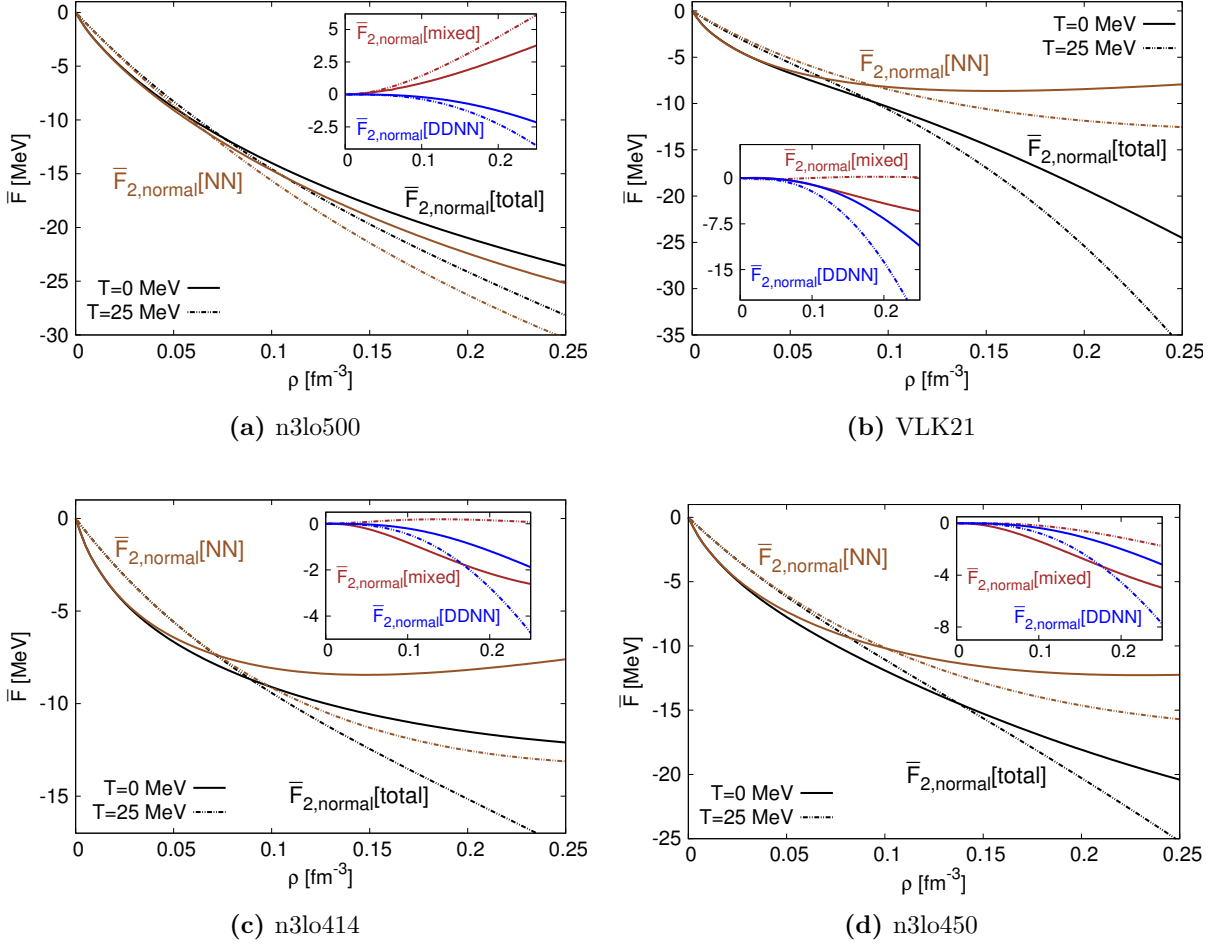 0
-5
-10
-15
-20
-25
-30
F̅ [MeV]
0
0.05
0.1
0.15
0.2
0.25
ρ [fm⁻³]
F̅₂,normal[NN]
F̅₂,normal[total]
T=0 MeV
T=25 MeV
5
2.5
0
-2.5
0
0.1
0.2
F̅₂,normal[mixed]
F̅₂,normal[DDNN]
(a) n3lo500
0
-5
-10
-15
-20
-25
-30
-35
F̅ [MeV]
0
0.05
0.1
0.15
0.2
0.25
ρ [fm⁻³]
T=0 MeV
T=25 MeV
F̅₂,normal[NN]
F̅₂,normal[total]
0
-7.5
-15
0
0.1
0.2
F̅₂,normal[mixed]
F̅₂,normal[DDNN]
(b) VLK21
0
-5
-10
-15
F̅ [MeV]
0
0.05
0.1
0.15
0.2
0.25
ρ [fm⁻³]
F̅₂,normal[NN]
F̅₂,normal[total]
T=0 MeV
T=25 MeV
0
-2
-4
0
0.1
0.2
F̅₂,normal[mixed]
F̅₂,normal[DDNN]
(c) n3lo414
0
-5
-10
-15
-20
-25
F̅ [MeV]
0
0.05
0.1
0.15
0.2
0.25
ρ [fm⁻³]
F̅₂,normal[NN]
F̅₂,normal[total]
T=0 MeV
T=25 MeV
0
-4
-8
0
0.1
0.2
F̅₂,normal[mixed]
F̅₂,normal[DDNN]
(d) n3lo450